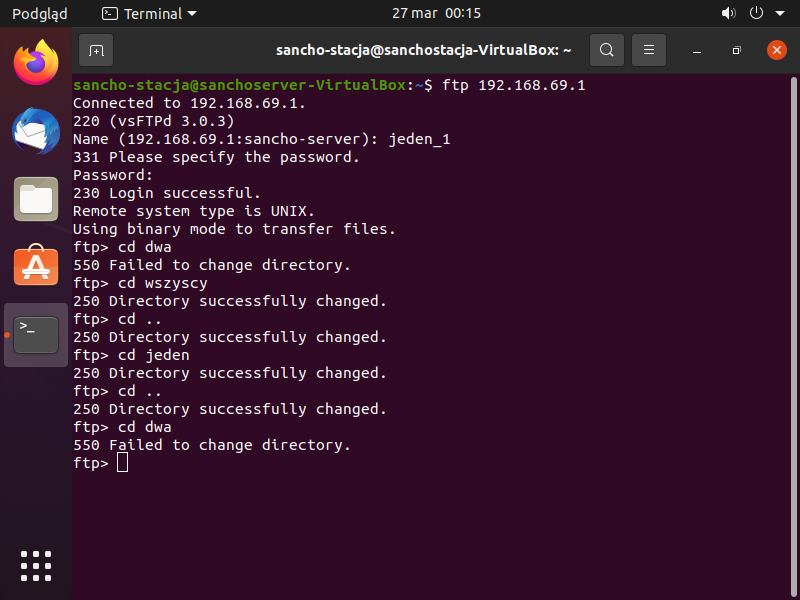 Podgląd
Terminal
27 mar 00:15
sancho-stacja@sanchostacja-VirtualBox: ~
sancho-stacja@sanchoserver-VirtualBox:~$ ftp 192.168.69.1
Connected to 192.168.69.1.
220 (vsFTPd 3.0.3)
Name (192.168.69.1:sancho-server): jeden_1
331 Please specify the password.
Password:
230 Login successful.
Remote system type is UNIX.
Using binary mode to transfer files.
ftp> cd dwa
550 Failed to change directory.
ftp> cd wszyscy
250 Directory successfully changed.
ftp> cd ..
250 Directory successfully changed.
ftp> cd jeden
250 Directory successfully changed.
ftp> cd ..
250 Directory successfully changed.
ftp> cd dwa
550 Failed to change directory.
ftp>